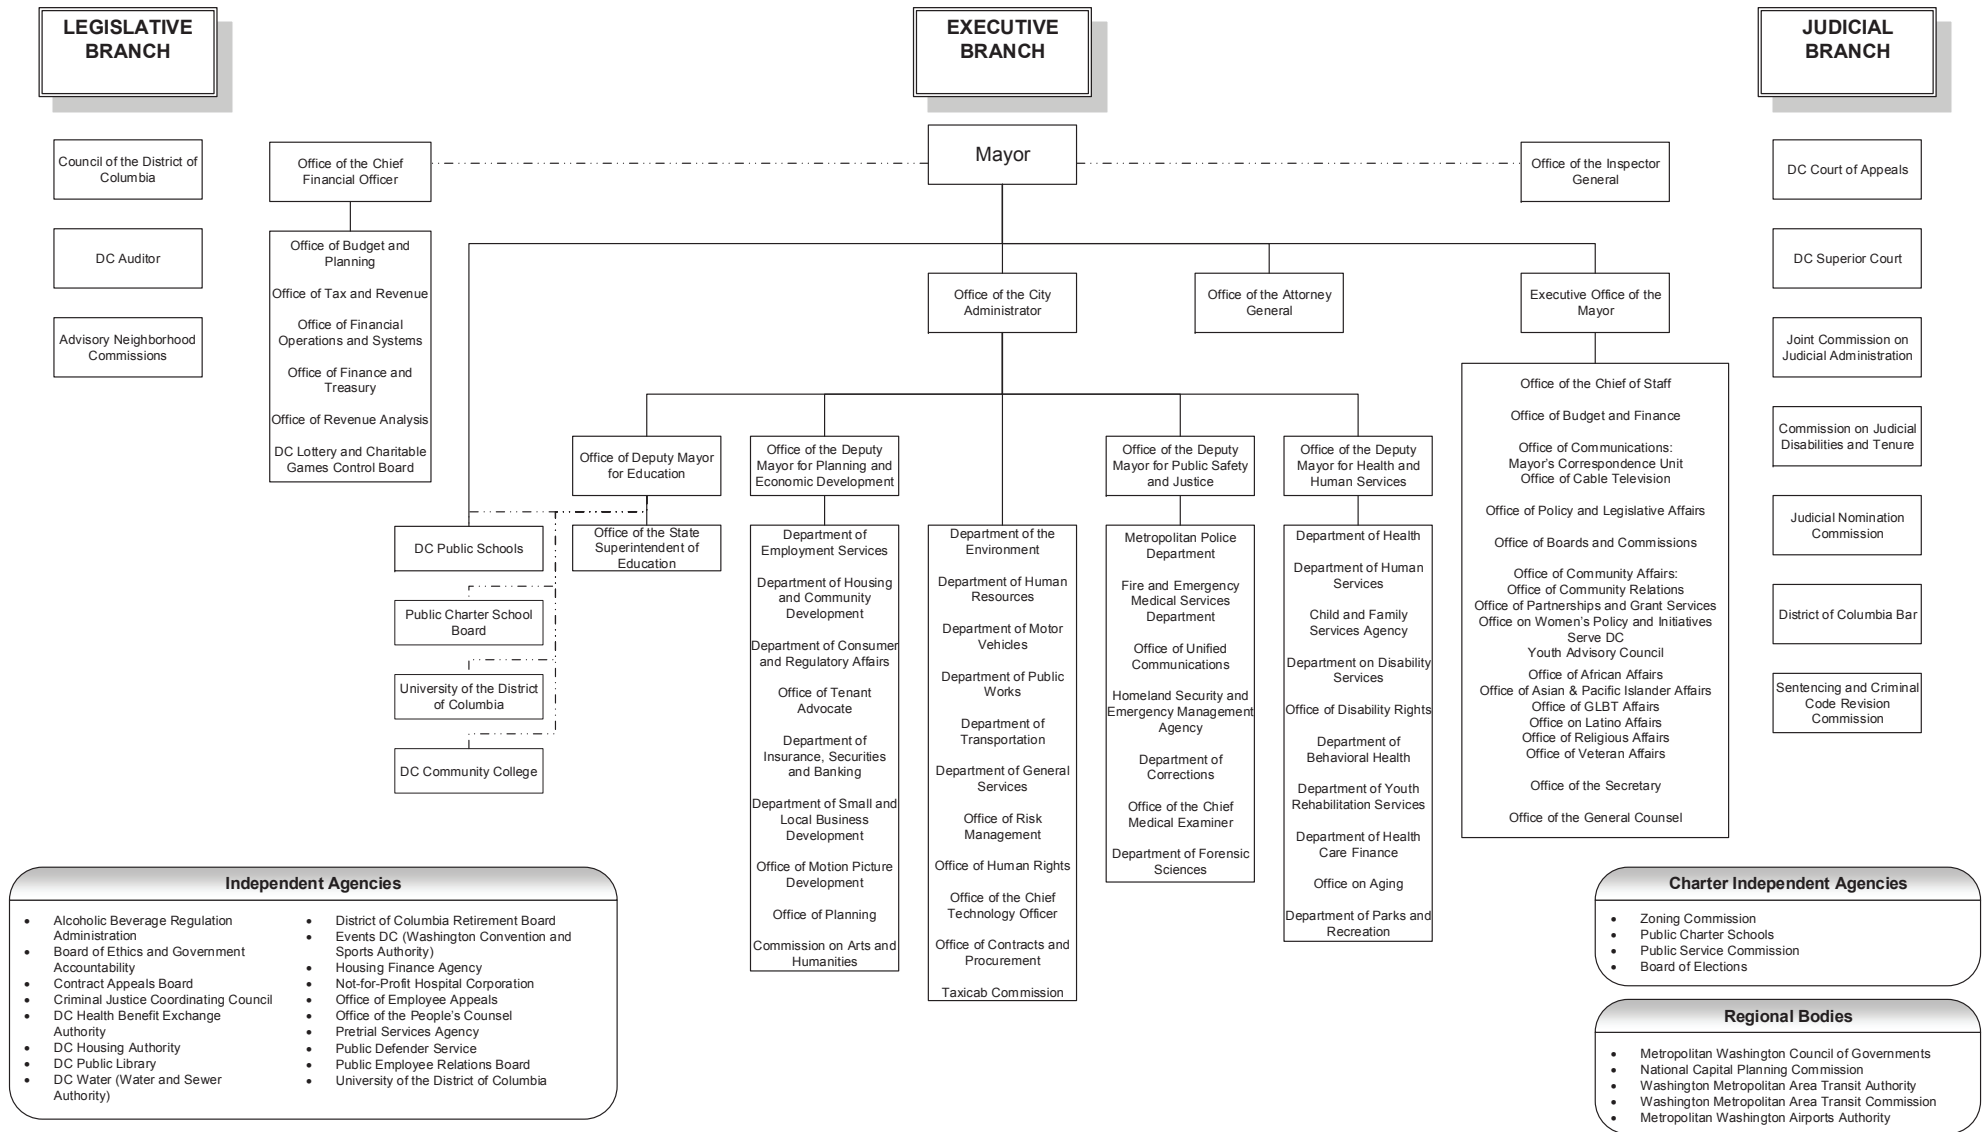 LEGISLATIVE
BRANCH
EXECUTIVE
BRANCH
JUDICIAL
BRANCH
Council of the District of
Columbia
DC Auditor
Advisory Neighborhood
Commissions
Office of the Chief
Financial Officer
Office of Budget and
Planning
Office of Tax and Revenue
Office of Financial
Operations and Systems
Office of Finance and
Treasury
Office of Revenue Analysis
DC Lottery and Charitable
Games Control Board
Mayor
Office of the Inspector
General
Office of the City
Administrator
Office of the Attorney
General
Executive Office of the
Mayor
Office of Deputy Mayor
for Education
Office of the Deputy
Mayor for Planning and
Economic Development
Office of the Deputy
Mayor for Public Safety
and Justice
Office of the Deputy
Mayor for Health and
Human Services
DC Public Schools
Public Charter School
Board
University of the District
of Columbia
DC Community College
Office of the State
Superintendent of
Education
Department of
Employment Services
Department of Housing
and Community
Development
Department of Consumer
and Regulatory Affairs
Office of Tenant
Advocate
Department of
Insurance, Securities
and Banking
Department of Small and
Local Business
Development
Office of Motion Picture
Development
Office of Planning
Commission on Arts and
Humanities
Department of the
Environment
Department of Human
Resources
Department of Motor
Vehicles
Department of Public
Works
Department of
Transportation
Department of General
Services
Office of Risk
Management
Office of Human Rights
Office of the Chief
Technology Officer
Office of Contracts and
Procurement
Taxicab Commission
Metropolitan Police
Department
Fire and Emergency
Medical Services
Department
Office of Unified
Communications
Homeland Security and
Emergency Management
Agency
Department of
Corrections
Office of the Chief
Medical Examiner
Department of Forensic
Sciences
Department of Health
Department of Human
Services
Child and Family
Services Agency
Department on Disability
Services
Office of Disability Rights
Department of
Behavioral Health
Department of Youth
Rehabilitation Services
Department of Health
Care Finance
Office on Aging
Department of Parks and
Recreation
Office of the Chief of Staff
Office of Budget and Finance
Office of Communications:
Mayor's Correspondence Unit
Office of Cable Television
Office of Policy and Legislative Affairs
Office of Boards and Commissions
Office of Community Affairs:
Office of Community Relations
Office of Partnerships and Grant Services
Office on Women's Policy and Initiatives
Serve DC
Youth Advisory Council
Office of African Affairs
Office of Asian & Pacific Islander Affairs
Office of GLBT Affairs
Office on Latino Affairs
Office of Religious Affairs
Office of Veteran Affairs
Office of the Secretary
Office of the General Counsel
DC Court of Appeals
DC Superior Court
Joint Commission on
Judicial Administration
Commission on Judicial
Disabilities and Tenure
Judicial Nomination
Commission
District of Columbia Bar
Sentencing and Criminal
Code Revision
Commission
Independent Agencies
• Alcoholic Beverage Regulation
Administration
• Board of Ethics and Government
Accountability
• Contract Appeals Board
• Criminal Justice Coordinating Council
• DC Health Benefit Exchange
Authority
• DC Housing Authority
• DC Public Library
• DC Water (Water and Sewer
Authority)
• District of Columbia Retirement Board
• Events DC (Washington Convention and
Sports Authority)
• Housing Finance Agency
• Not-for-Profit Hospital Corporation
• Office of Employee Appeals
• Office of the People's Counsel
• Pretrial Services Agency
• Public Defender Service
• Public Employee Relations Board
• University of the District of Columbia
Charter Independent Agencies
• Zoning Commission
• Public Charter Schools
• Public Service Commission
• Board of Elections
Regional Bodies
• Metropolitan Washington Council of Governments
• National Capital Planning Commission
• Washington Metropolitan Area Transit Authority
• Washington Metropolitan Area Transit Commission
• Metropolitan Washington Airports Authority